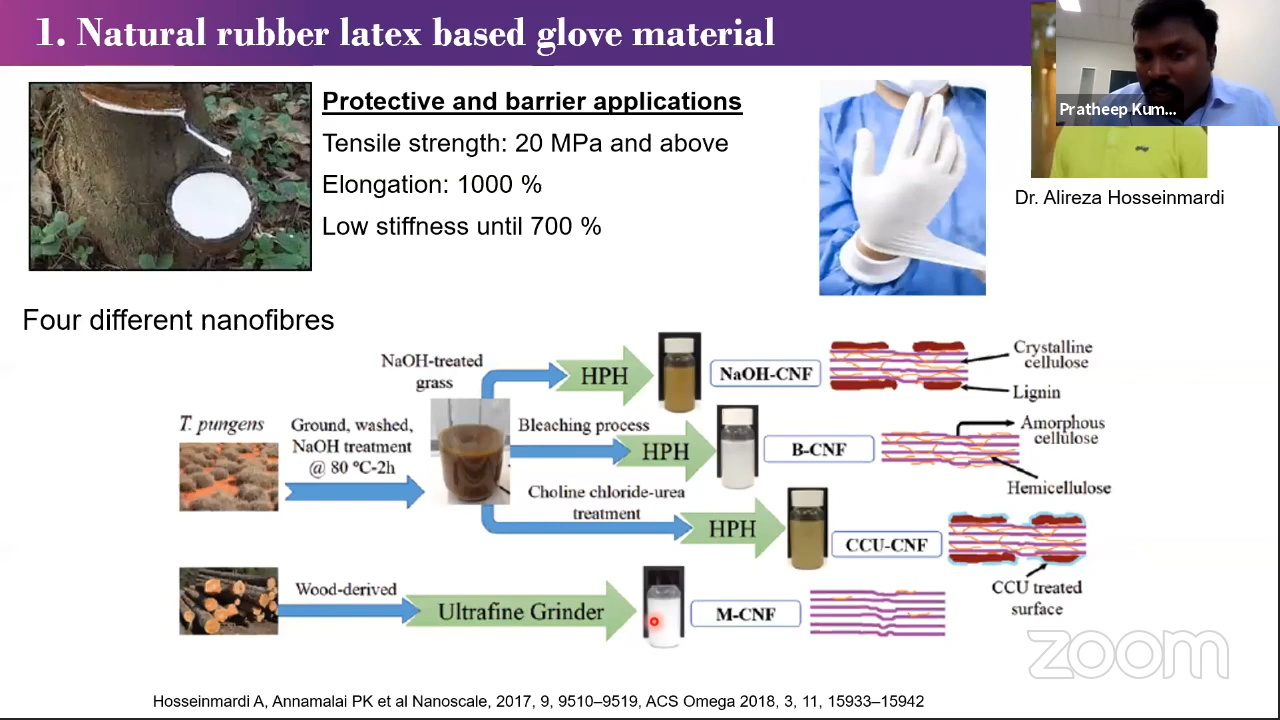 1. Natural rubber latex based glove material
Pratheep Kum...
Protective and barrier applications
Tensile strength: 20 MPa and above
Elongation: 1000 %
Low stiffness until 700 %
Dr. Alireza Hosseinmardi
Four different nanofibres
NaOH-treated
grass
HPH
NaOH-CNF
Crystalline
cellulose
Lignin
T. pungens
Ground, washed,
NaOH treatment
@ 80 °C-2h
Bleaching process
HPH
B-CNF
Amorphous
cellulose
Hemicellulose
Choline chloride-urea
treatment
HPH
CCU-CNF
CCU treated
surface
Wood-derived
Ultrafine Grinder
M-CNF
zoom
Hosseinmardi A, Annamalai PK et al Nanoscale, 2017, 9, 9510–9519, ACS Omega 2018, 3, 11, 15933–15942